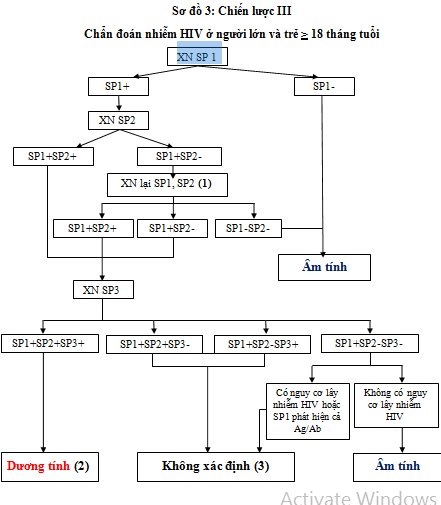 Sơ đồ 3: Chiến lược III
Chẩn đoán nhiễm HIV ở người lớn và trẻ ≥ 18 tháng tuổi
XN SP 1
SP1+
SP1-
XN SP2
SP1+SP2+
SP1+SP2-
XN lại SP1, SP2 (1)
SP1+SP2+
SP1+SP2-
SP1-SP2-
Âm tính
XN SP3
SP1+SP2+SP3+
SP1+SP2+SP3-
SP1+SP2-SP3+
SP1+SP2-SP3-
Có nguy cơ lây
nhiễm HIV hoặc
SP1 phát hiện cả
Ag/Ab
Không có nguy
cơ lây nhiễm
HIV
Dương tính (2)
Không xác định (3)
Âm tính
Activate Windows